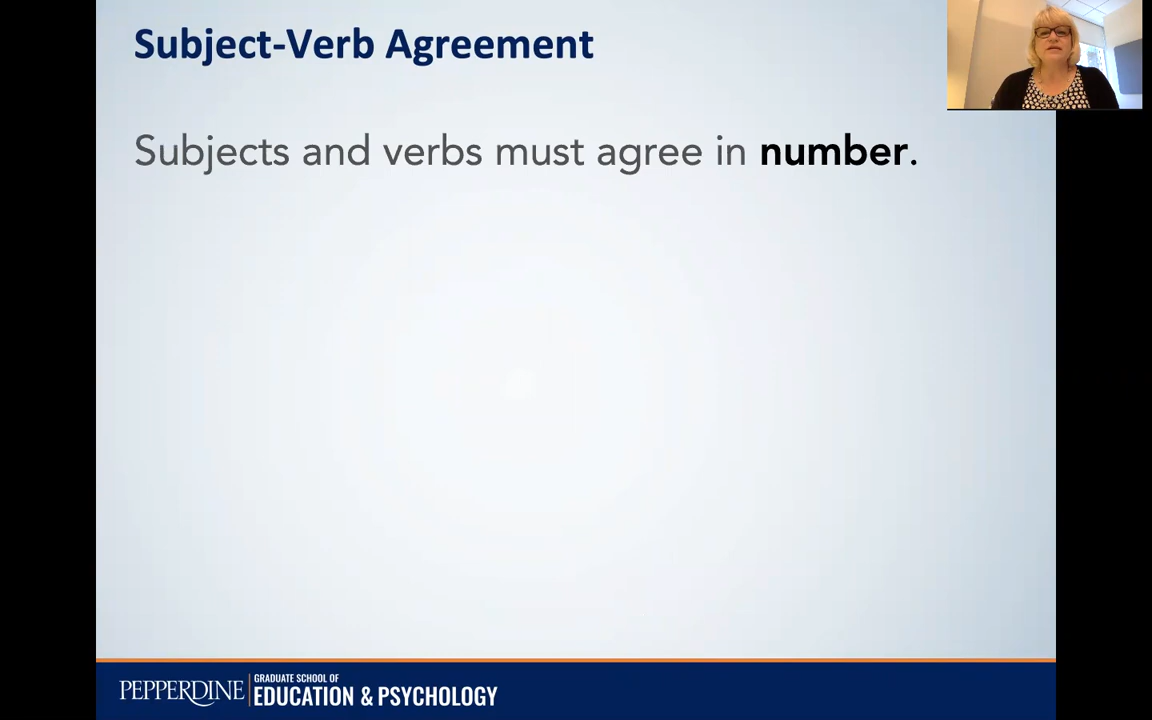 Subject-Verb Agreement
Subjects and verbs must agree in number.
PEPPERDINE
GRADUATE SCHOOL OF
EDUCATION & PSYCHOLOGY